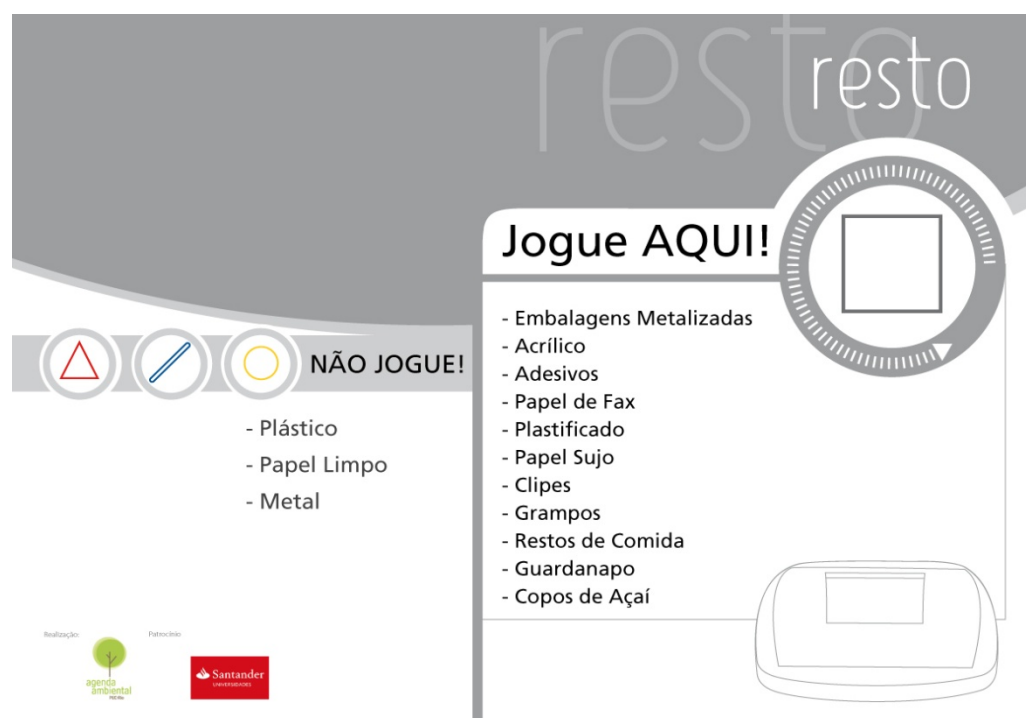 resto
resto
Jogue AQUI!
- Embalagens Metalizadas
- Acrílico
- Adesivos
- Papel de Fax
- Plastificado
- Papel Sujo
- Clipes
- Grampos
- Restos de Comida
- Guardanapo
- Copos de Açaí
NÃO JOGUE!
- Plástico
- Papel Limpo
- Metal
Realização:
Patrocínio
agenda
ambiental
Santander
UNIVERSIDADES